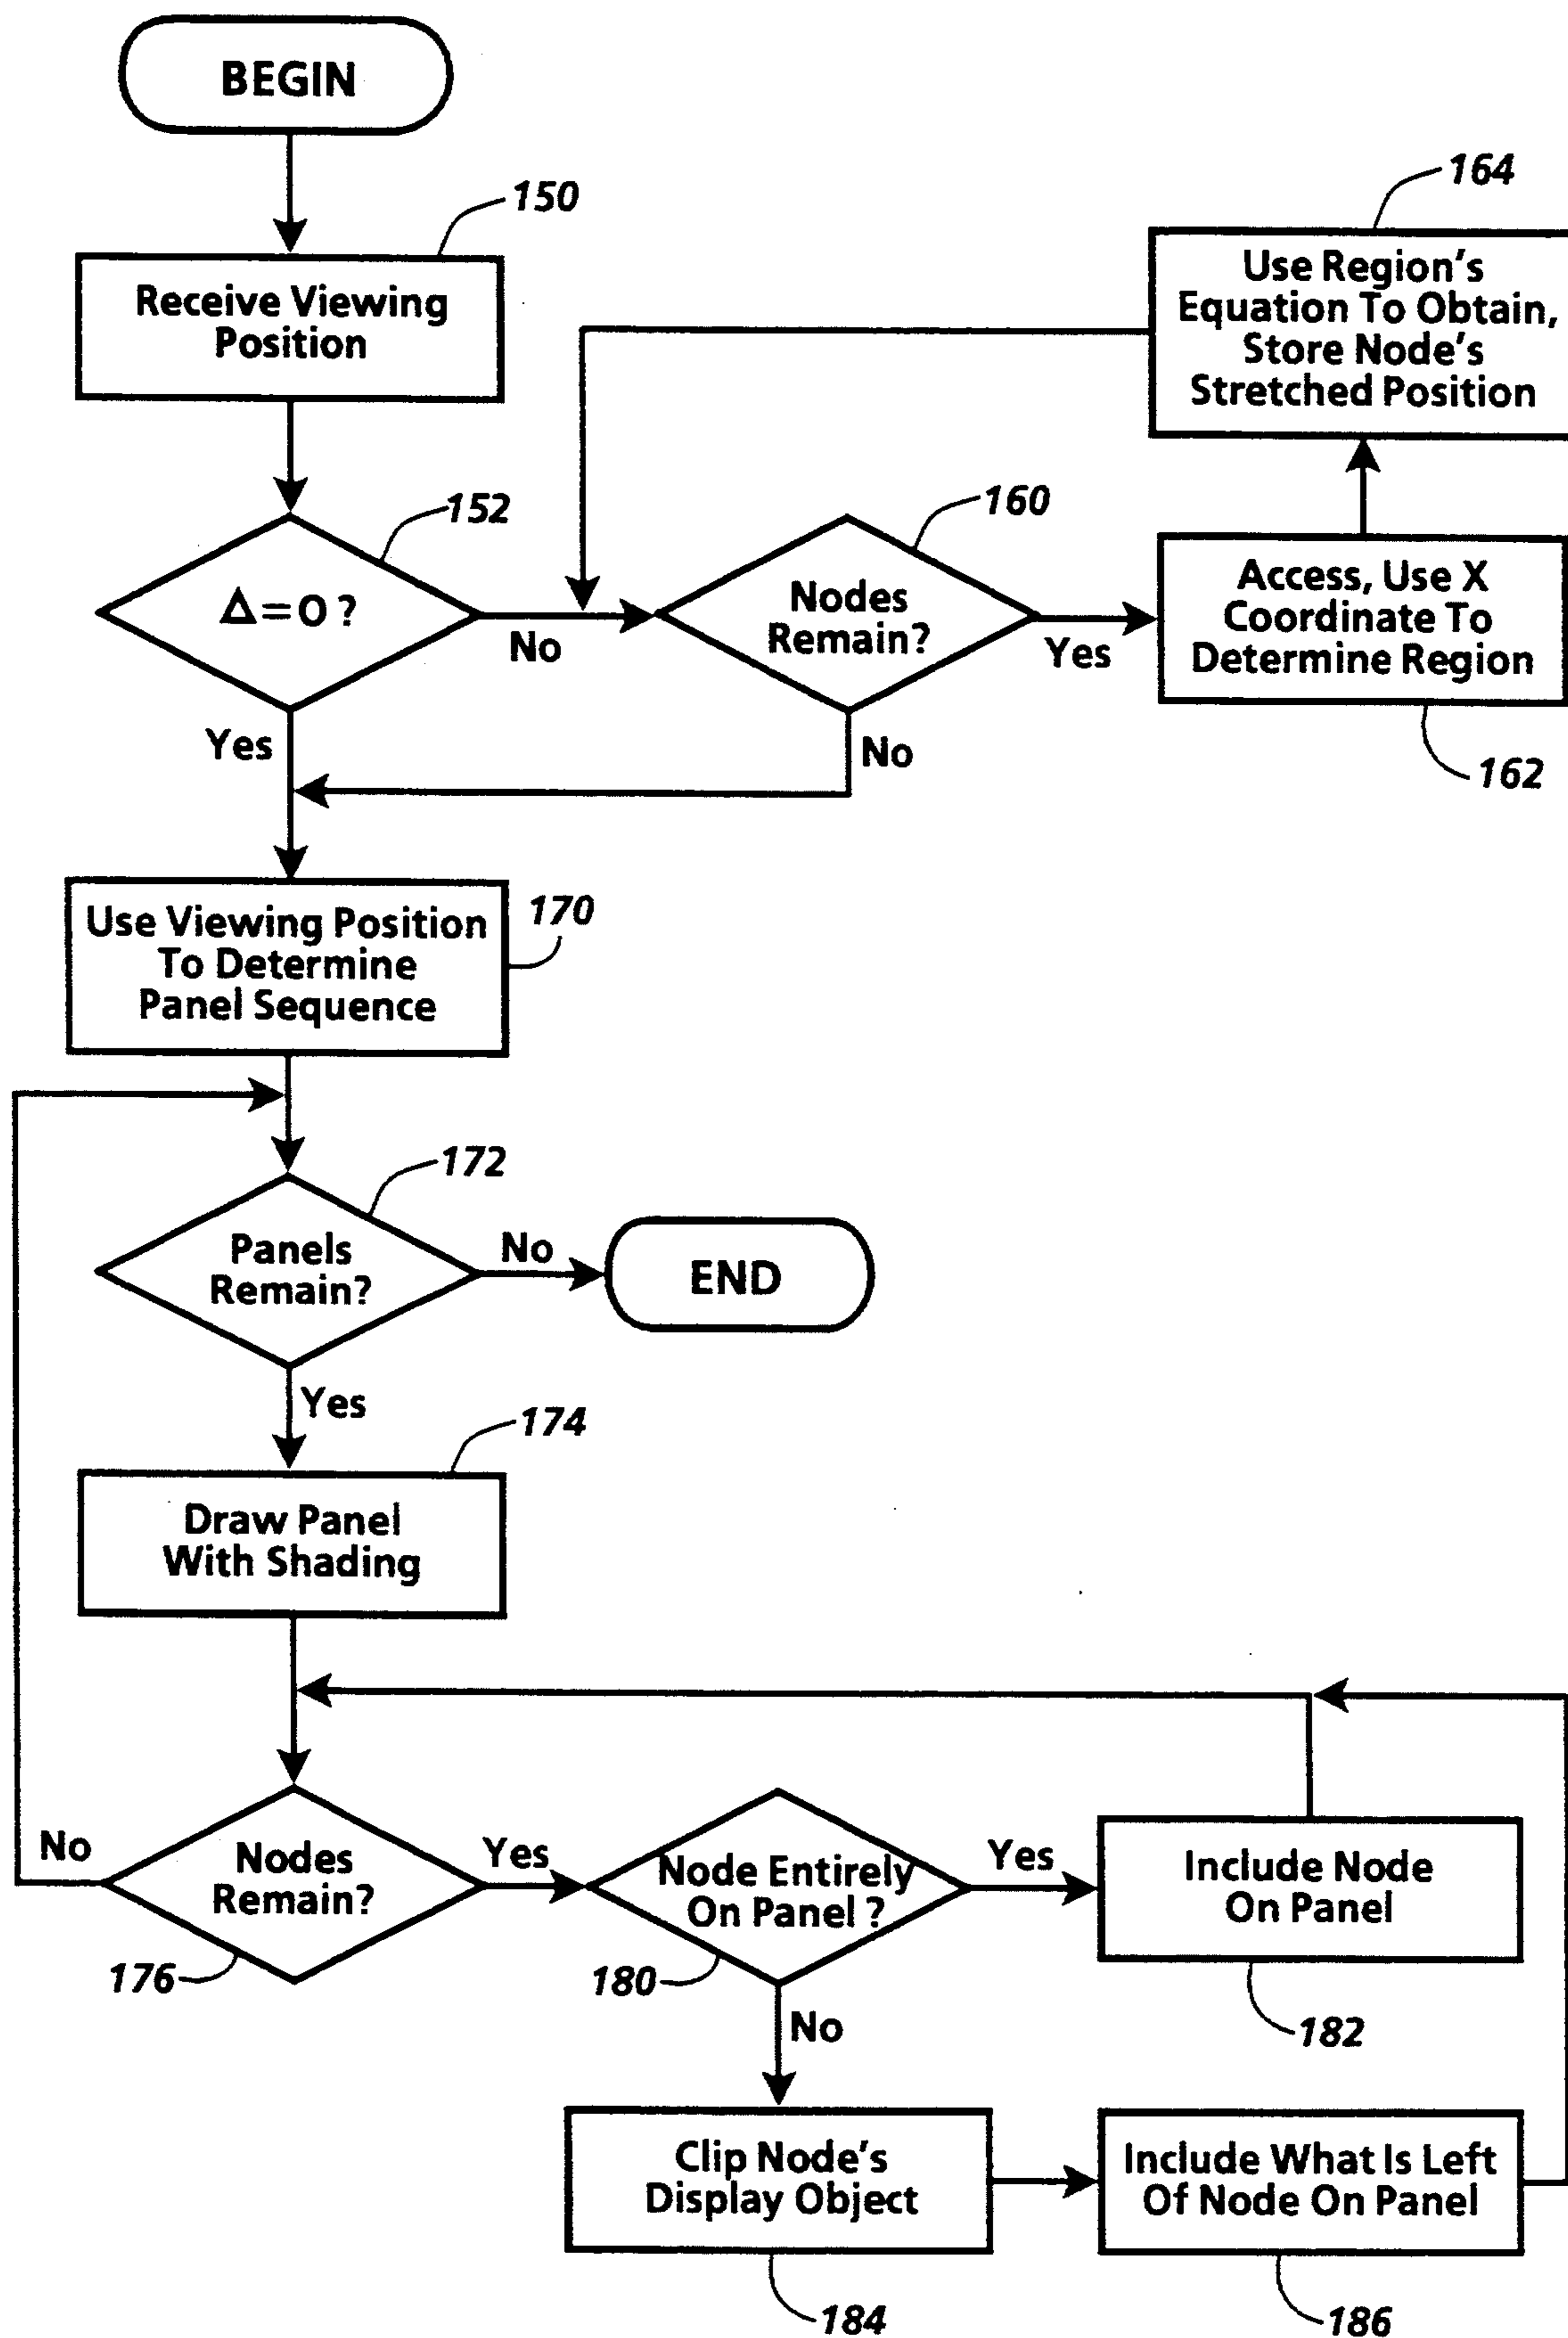 BEGIN
150
Receive Viewing
Position
164
Use Region's
Equation To Obtain,
Store Node's
Stretched Position
152
Δ=0?
No
160
Nodes
Remain?
Yes
Access, Use X
Coordinate To
Determine Region
162
Yes
No
Use Viewing Position
To Determine
Panel Sequence
170
172
Panels
Remain?
No
END
Yes
174
Draw Panel
With Shading
No
Nodes
Remain?
176
Yes
Node Entirely
On Panel?
180
Yes
Include Node
On Panel
182
No
Clip Node's
Display Object
184
Include What Is Left
Of Node On Panel
186